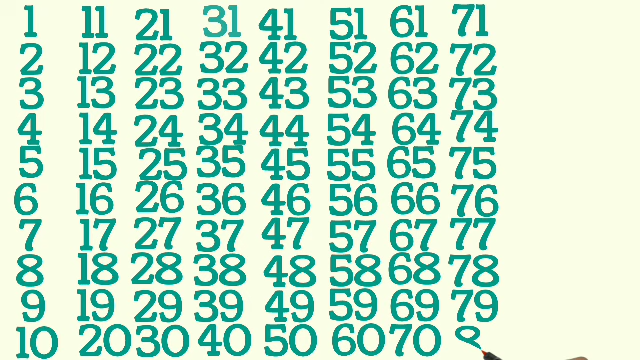 1 11 21 31 41 51 61 71
2 12 22 32 42 52 62 72
3 13 23 33 43 53 63 73
4 14 24 34 44 54 64 74
5 15 25 35 45 55 65 75
6 16 26 36 46 56 66 76
7 17 27 37 47 57 67 77
8 18 28 38 48 58 68 78
9 19 29 39 49 59 69 79
10 20 30 40 50 60 70